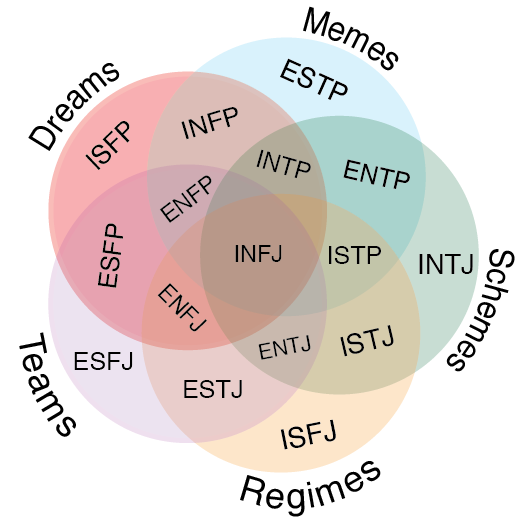 Memes
Dreams
ESTP
INFP
ISFP
INTP
ENTP
ENFP
ESFP
INFJ
ISTP
INTJ
Schemes
ENFJ
ENTJ
ISTJ
Teams
ESFJ
ESTJ
ISFJ
Regimes